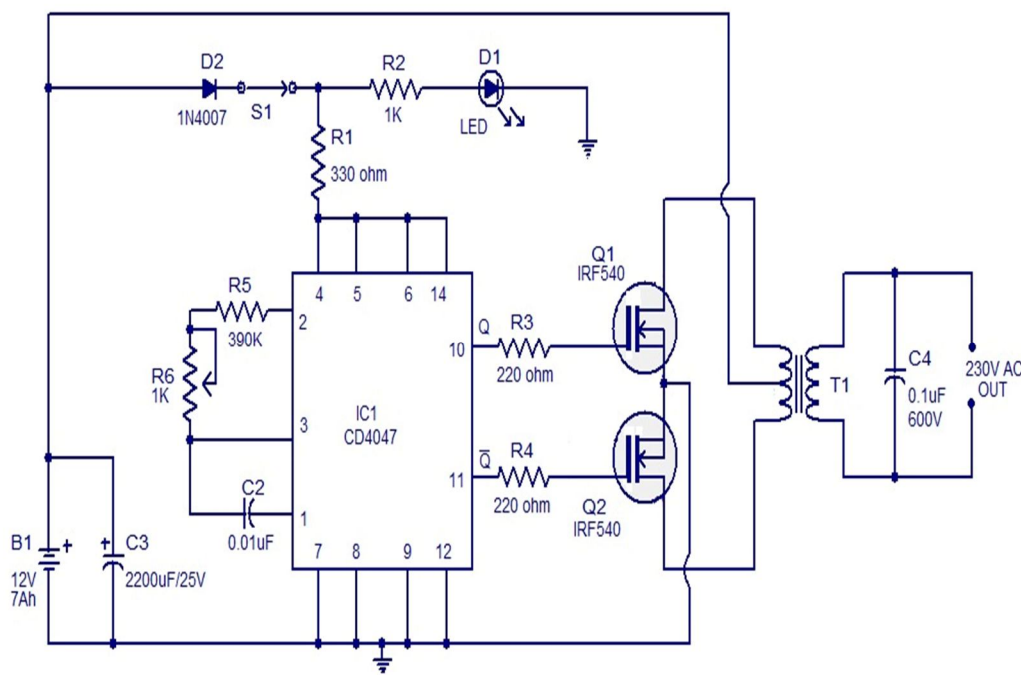 D2
1N4007
S1
R2
1K
D1
LED
R1
330 ohm
4 5 6 14
R5
390K
2
R6
1K
3
IC1
CD4047
C2
0.01uF
1
7 8 9 12
Q
10
R3
220 ohm
Q̅
11
R4
220 ohm
Q1
IRF540
Q2
IRF540
T1
C4
0.1uF
600V
230V AC
OUT
B1
+
12V
7Ah
+
C3
2200uF/25V